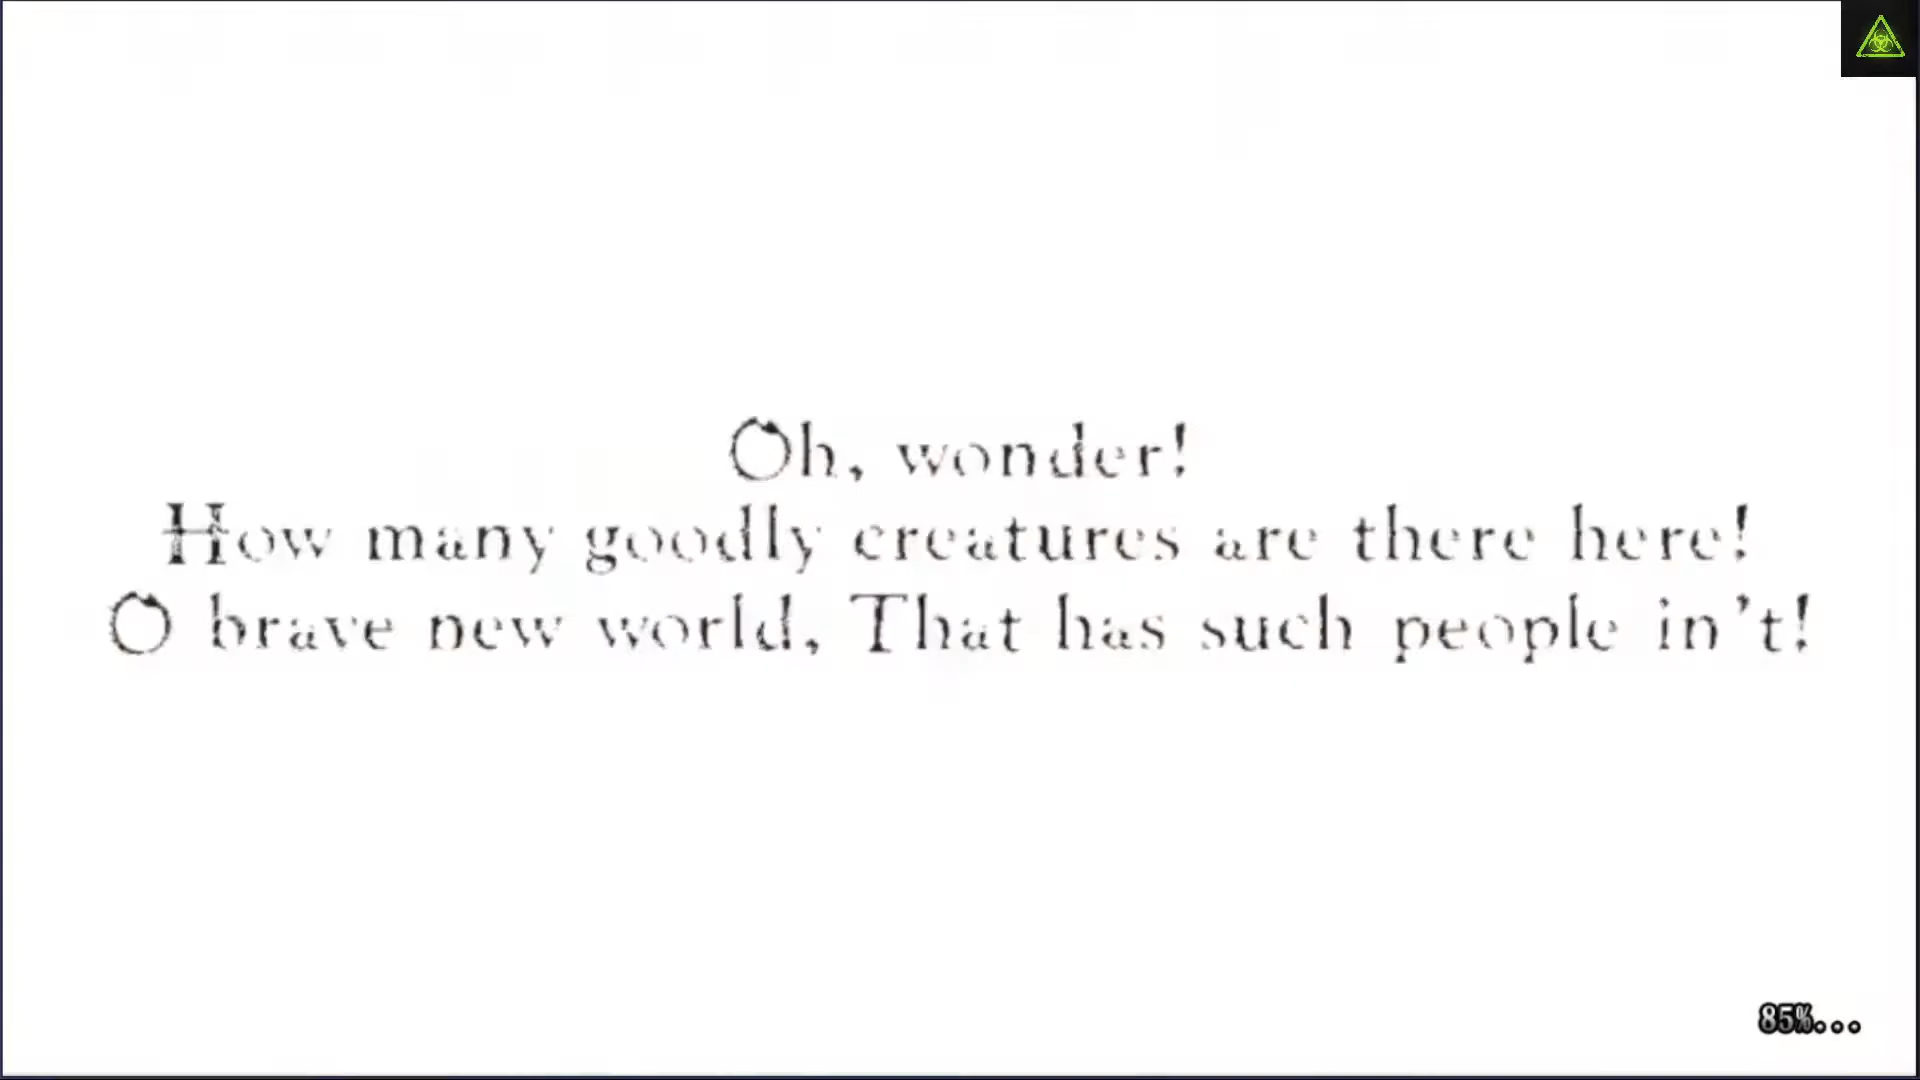 Oh, wonder!
How many goodly creatures are there here!
O brave new world, That has such people in't!
85%...